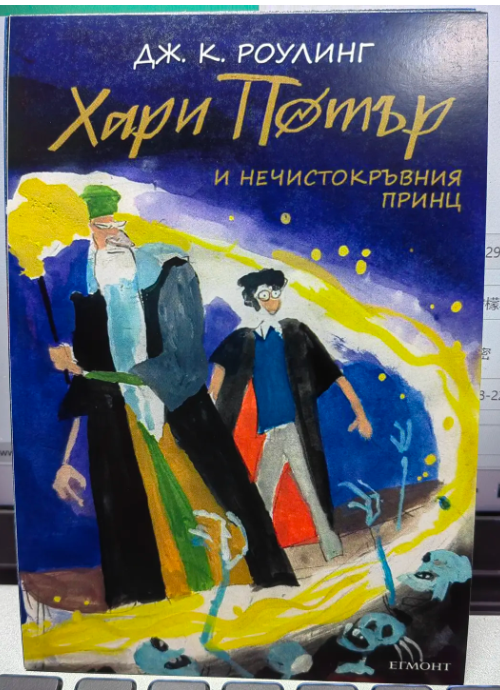 ДЖ. К. РОУЛИНГ
Хари Потър
И НЕЧИСТОКРЪВНИЯ
ПРИНЦ
ЕГМОНТ